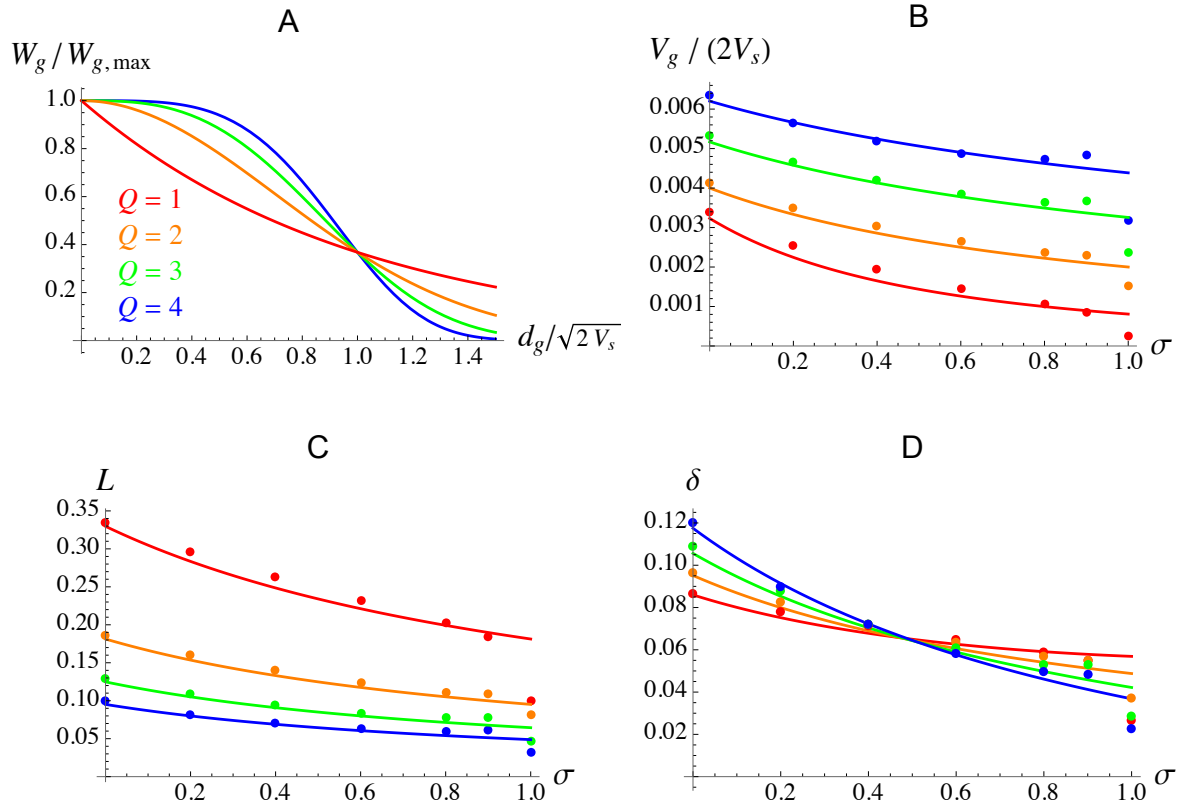 A
W_g / W_{g, max}
1.0
0.8
0.6
0.4
0.2
Q = 1
Q = 2
Q = 3
Q = 4
0.2 0.4 0.6 0.8 1.0 1.2 1.4
d_g/√2 V_s
B
V_g / (2V_s)
0.006
0.005
0.004
0.003
0.002
0.001
0.2 0.4 0.6 0.8 1.0
σ
C
L
0.35
0.30
0.25
0.20
0.15
0.10
0.05
0.2 0.4 0.6 0.8 1.0
σ
D
δ
0.12
0.10
0.08
0.06
0.04
0.02
0.2 0.4 0.6 0.8 1.0
σ